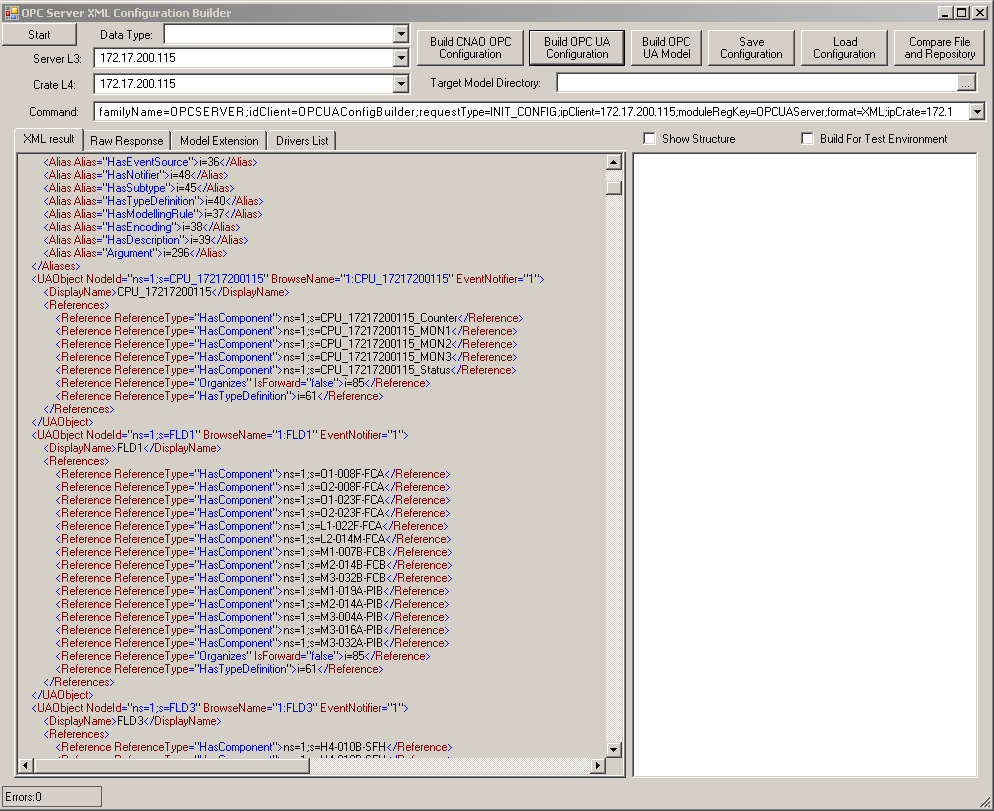 OPC Server XML Configuration Builder
Start
Data Type:
Server L3:
172.17.200.115
Crate L4:
172.17.200.115
Build CNAO OPC
Configuration
Build OPC UA
Configuration
Build OPC
UA Model
Save
Configuration
Load
Configuration
Compare File
and Repository
Target Model Directory:
...
Command:
familyName=OPCSERVER;idClient=OPCUAConfigBuilder;requestType=INIT_CONFIG;ipClient=172.17.200.115;moduleRegKey=OPCUAServer;format=XML;ipCrate=172.1
XML result
Raw Response
Model Extension
Drivers List
Show Structure
Build For Test Environment
<Alias Alias="HasEventSource">i=36</Alias>
<Alias Alias="HasNotifier">i=48</Alias>
<Alias Alias="HasSubtype">i=45</Alias>
<Alias Alias="HasTypeDefinition">i=40</Alias>
<Alias Alias="HasModellingRule">i=37</Alias>
<Alias Alias="HasEncoding">i=38</Alias>
<Alias Alias="HasDescription">i=39</Alias>
<Alias Alias="Argument">i=296</Alias>
</Aliases>
<UAObject NodeId="ns=1;s=CPU_17217200115" BrowseName="1:CPU_17217200115" EventNotifier="1">
<DisplayName>CPU_17217200115</DisplayName>
<References>
<Reference ReferenceType="HasComponent">ns=1;s=CPU_17217200115_Counter</Reference>
<Reference ReferenceType="HasComponent">ns=1;s=CPU_17217200115_MON1</Reference>
<Reference ReferenceType="HasComponent">ns=1;s=CPU_17217200115_MON2</Reference>
<Reference ReferenceType="HasComponent">ns=1;s=CPU_17217200115_MON3</Reference>
<Reference ReferenceType="HasComponent">ns=1;s=CPU_17217200115_Status</Reference>
<Reference ReferenceType="Organizes" IsForward="false">i=85</Reference>
<Reference ReferenceType="HasTypeDefinition">i=61</Reference>
</References>
</UAObject>
<UAObject NodeId="ns=1;s=FLD1" BrowseName="1:FLD1" EventNotifier="1">
<DisplayName>FLD1</DisplayName>
<References>
<Reference ReferenceType="HasComponent">ns=1;s=O1-008F-FCA</Reference>
<Reference ReferenceType="HasComponent">ns=1;s=O2-008F-FCA</Reference>
<Reference ReferenceType="HasComponent">ns=1;s=O1-023F-FCA</Reference>
<Reference ReferenceType="HasComponent">ns=1;s=O2-023F-FCA</Reference>
<Reference ReferenceType="HasComponent">ns=1;s=L1-022F-FCA</Reference>
<Reference ReferenceType="HasComponent">ns=1;s=L2-014M-FCA</Reference>
<Reference ReferenceType="HasComponent">ns=1;s=M1-007B-FCB</Reference>
<Reference ReferenceType="HasComponent">ns=1;s=M2-014B-FCB</Reference>
<Reference ReferenceType="HasComponent">ns=1;s=M3-032B-FCB</Reference>
<Reference ReferenceType="HasComponent">ns=1;s=M1-019A-PIB</Reference>
<Reference ReferenceType="HasComponent">ns=1;s=M2-014A-PIB</Reference>
<Reference ReferenceType="HasComponent">ns=1;s=M3-004A-PIB</Reference>
<Reference ReferenceType="HasComponent">ns=1;s=M3-016A-PIB</Reference>
<Reference ReferenceType="HasComponent">ns=1;s=M3-032A-PIB</Reference>
<Reference ReferenceType="Organizes" IsForward="false">i=85</Reference>
<Reference ReferenceType="HasTypeDefinition">i=61</Reference>
</References>
</UAObject>
<UAObject NodeId="ns=1;s=FLD3" BrowseName="1:FLD3" EventNotifier="1">
<DisplayName>FLD3</DisplayName>
<References>
<Reference ReferenceType="HasComponent">ns=1;s=H4-010B-SFH</Reference>
Errors:0